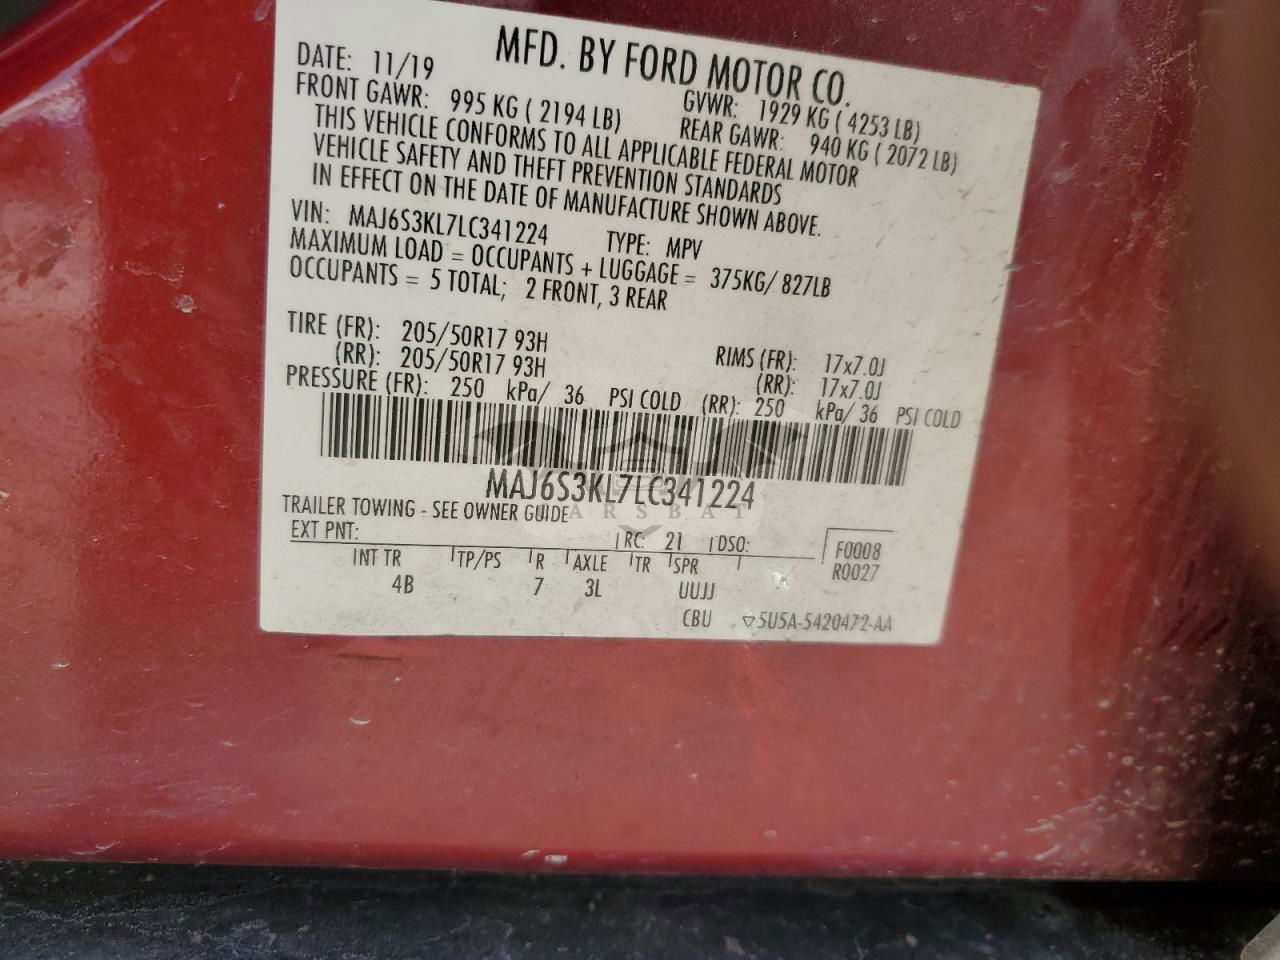 MFD. BY FORD MOTOR CO.
DATE: 11/19 GVWR: 1929 KG ( 4253 LB)
FRONT GAWR: 995 KG ( 2194 LB) REAR GAWR: 940 KG ( 2072 LB)
THIS VEHICLE CONFORMS TO ALL APPLICABLE FEDERAL MOTOR
VEHICLE SAFETY AND THEFT PREVENTION STANDARDS
IN EFFECT ON THE DATE OF MANUFACTURE SHOWN ABOVE.
VIN: MAJ6S3KL7LC341224 TYPE: MPV
MAXIMUM LOAD = OCCUPANTS + LUGGAGE = 375KG/ 827LB
OCCUPANTS = 5 TOTAL; 2 FRONT, 3 REAR
TIRE (FR): 205/50R17 93H RIMS (FR): 17x7.0J
(RR): 205/50R17 93H (RR): 17x7.0J
PRESSURE (FR): 250 kPa/ 36 PSI COLD (RR): 250 kPa/ 36 PSI COLD
MAJ6S3KL7LC341224
TRAILER TOWING - SEE OWNER GUIDE
EXT PNT: RC: 21 DSO: F0008
INT TR TP/PS R AXLE TR SPR R0027
4B 7 3L UUJJ
CBU ▽5U5A-5420472-AA